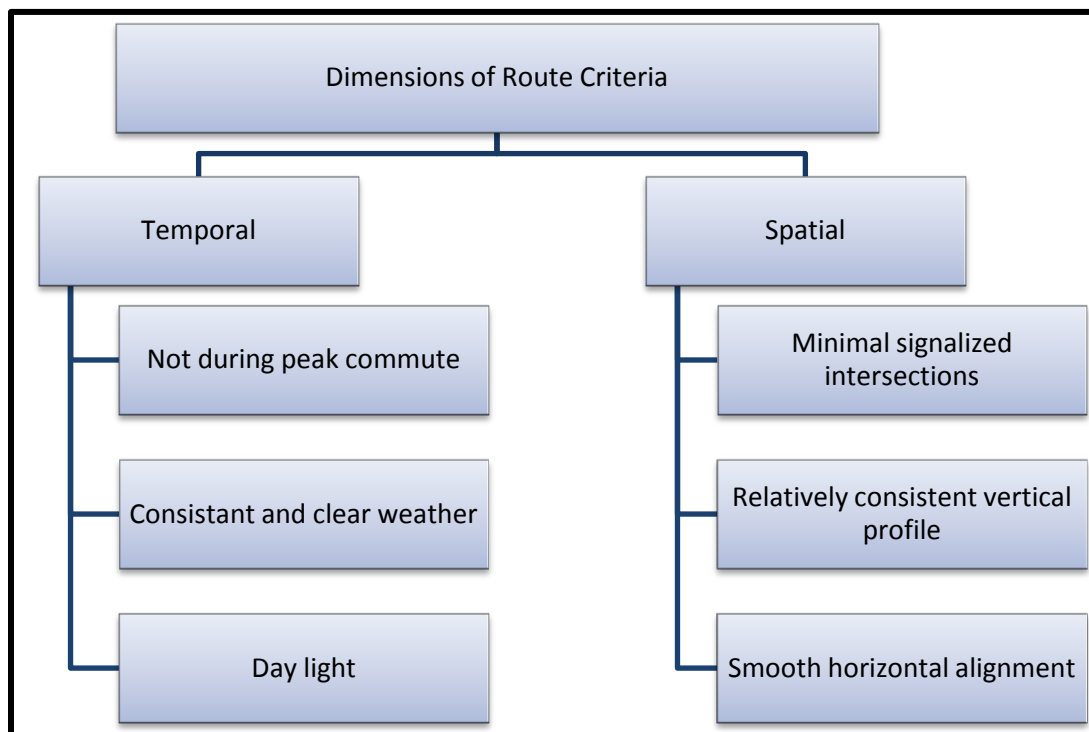 Dimensions of Route Criteria
Temporal
Not during peak commute
Consistant and clear weather
Day light
Spatial
Minimal signalized
intersections
Relatively consistent vertical
profile
Smooth horizontal alignment